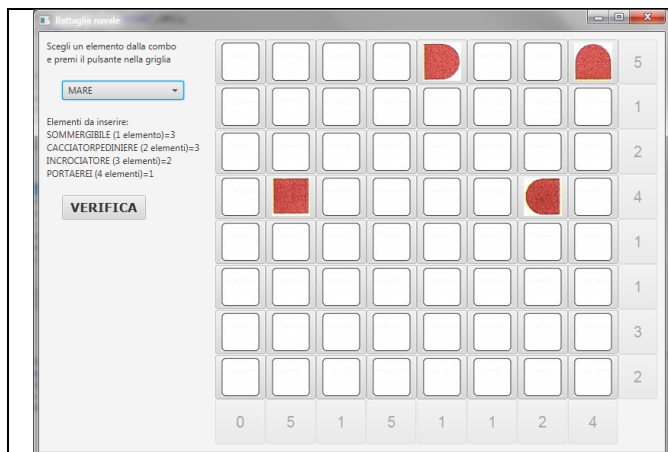 Battaglia navale
Scegli un elemento dalla combo
e premi il pulsante nella griglia
MARE
Elementi da inserire:
SOMMERGIBILE (1 elemento)=3
CACCIATORPEDINIERE (2 elementi)=3
INCROCIATORE (3 elementi)=2
PORTAEREI (4 elementi)=1
VERIFICA
5
1
2
4
1
1
3
2
0 5 1 5 1 1 2 4